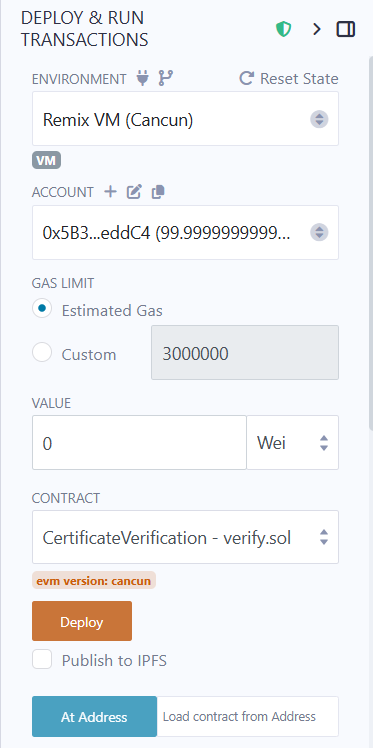 DEPLOY & RUN
TRANSACTIONS
ENVIRONMENT
Reset State
Remix VM (Cancun)
VM
ACCOUNT
0x5B3...eddC4 (99.9999999999...
GAS LIMIT
Estimated Gas
Custom
3000000
VALUE
0
Wei
CONTRACT
CertificateVerification - verify.sol
evm version: cancun
Deploy
Publish to IPFS
At Address
Load contract from Address